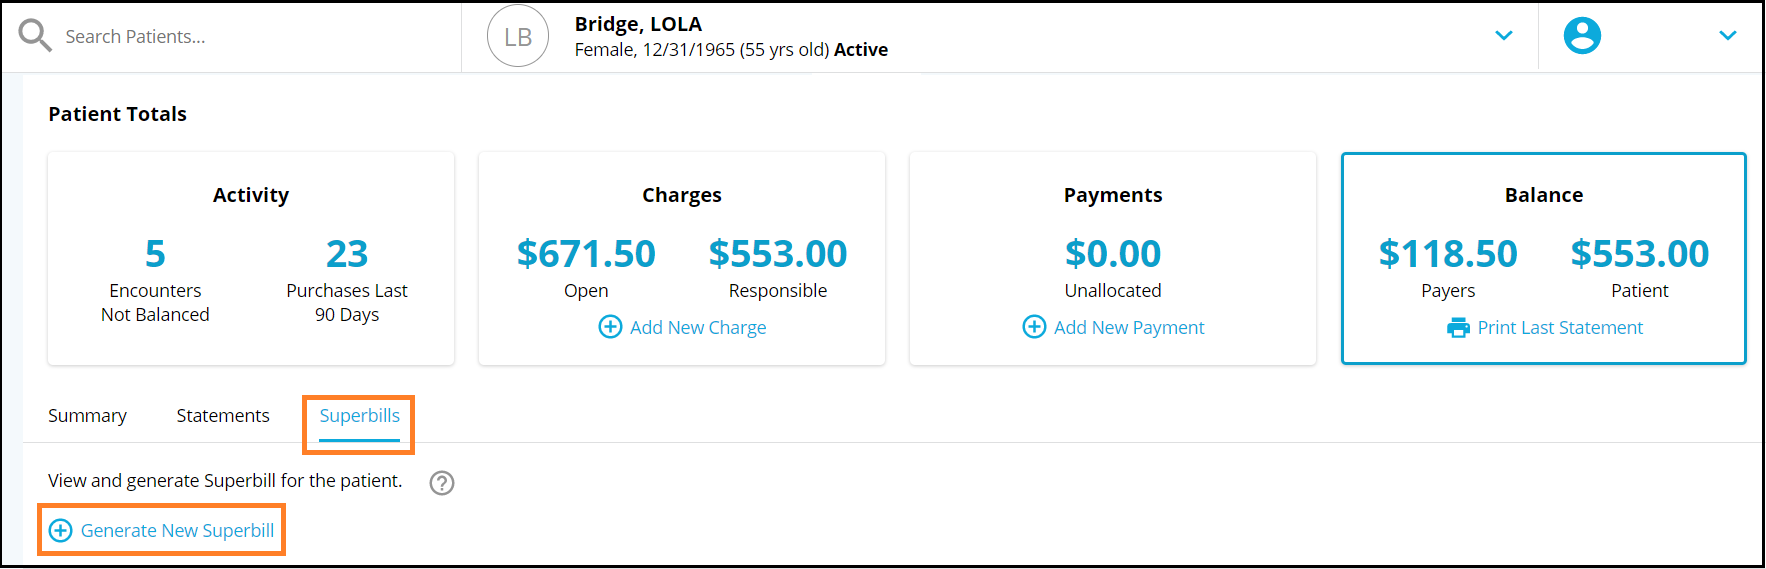 Search Patients...
LB
Bridge, LOLA
Female, 12/31/1965 (55 yrs old) Active
Patient Totals
Activity
5
Encounters
Not Balanced
23
Purchases Last
90 Days
Charges
$671.50
Open
$553.00
Responsible
Add New Charge
Payments
$0.00
Unallocated
Add New Payment
Balance
$118.50
Payers
$553.00
Patient
Print Last Statement
Summary
Statements
Superbills
View and generate Superbill for the patient.
?
Generate New Superbill